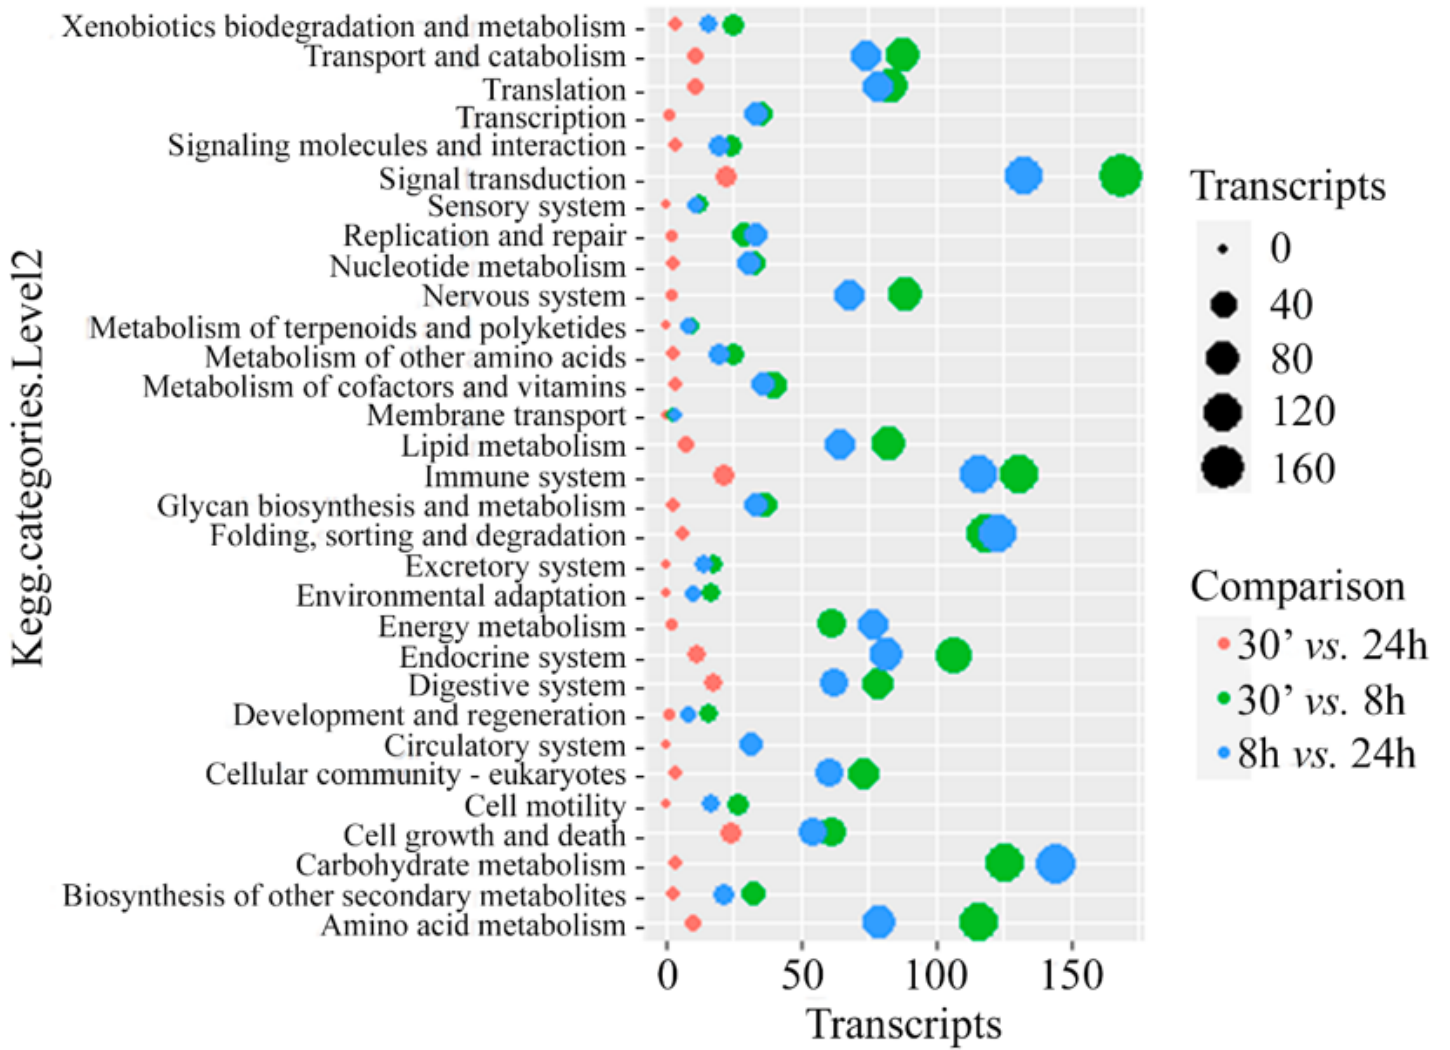 Kegg.categories.Level2
Xenobiotics biodegradation and metabolism
Transport and catabolism
Translation
Transcription
Signaling molecules and interaction
Signal transduction
Sensory system
Replication and repair
Nucleotide metabolism
Nervous system
Metabolism of terpenoids and polyketides
Metabolism of other amino acids
Metabolism of cofactors and vitamins
Membrane transport
Lipid metabolism
Immune system
Glycan biosynthesis and metabolism
Folding, sorting and degradation
Excretory system
Environmental adaptation
Energy metabolism
Endocrine system
Digestive system
Development and regeneration
Circulatory system
Cellular community - eukaryotes
Cell motility
Cell growth and death
Carbohydrate metabolism
Biosynthesis of other secondary metabolites
Amino acid metabolism
0 50 100 150
Transcripts
Transcripts
0
40
80
120
160
Comparison
30’ vs. 24h
30’ vs. 8h
8h vs. 24h